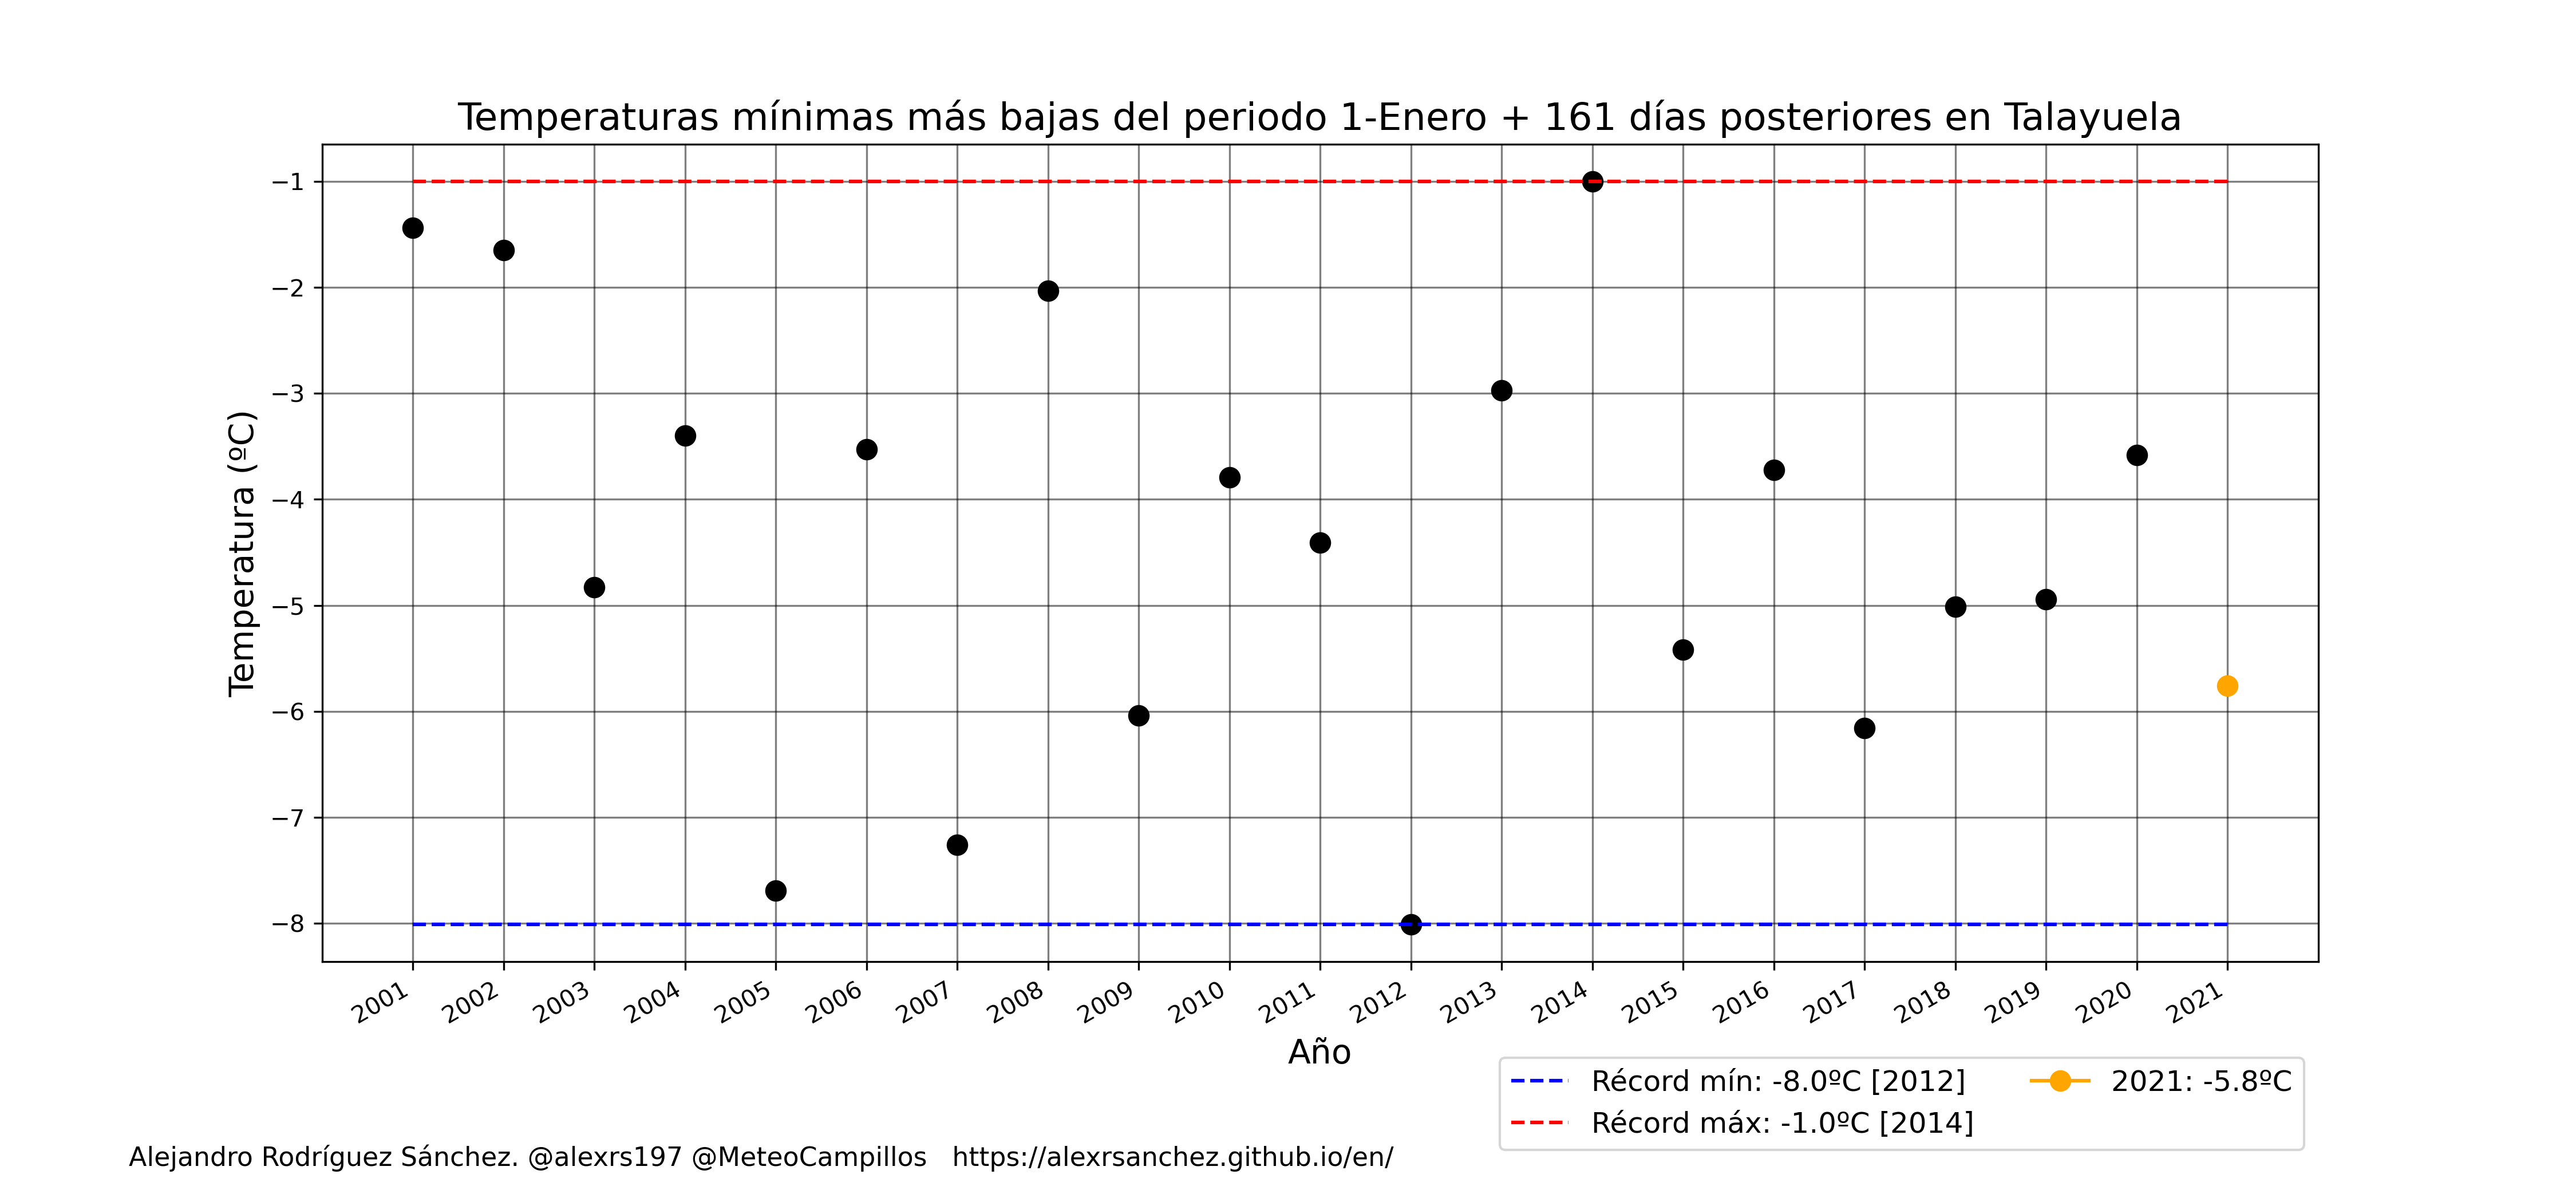 Temperaturas mínimas más bajas del periodo 1-Enero + 161 días posteriores en Talayuela
Temperatura (ºC)
−1
−2
−3
−4
−5
−6
−7
−8
2001 2002 2003 2004 2005 2006 2007 2008 2009 2010 2011 2012 2013 2014 2015 2016 2017 2018 2019 2020 2021
Año
Récord mín: -8.0ºC [2012]
Récord máx: -1.0ºC [2014]
2021: -5.8ºC
Alejandro Rodríguez Sánchez. @alexrs197 @MeteoCampillos https://alexrsanchez.github.io/en/